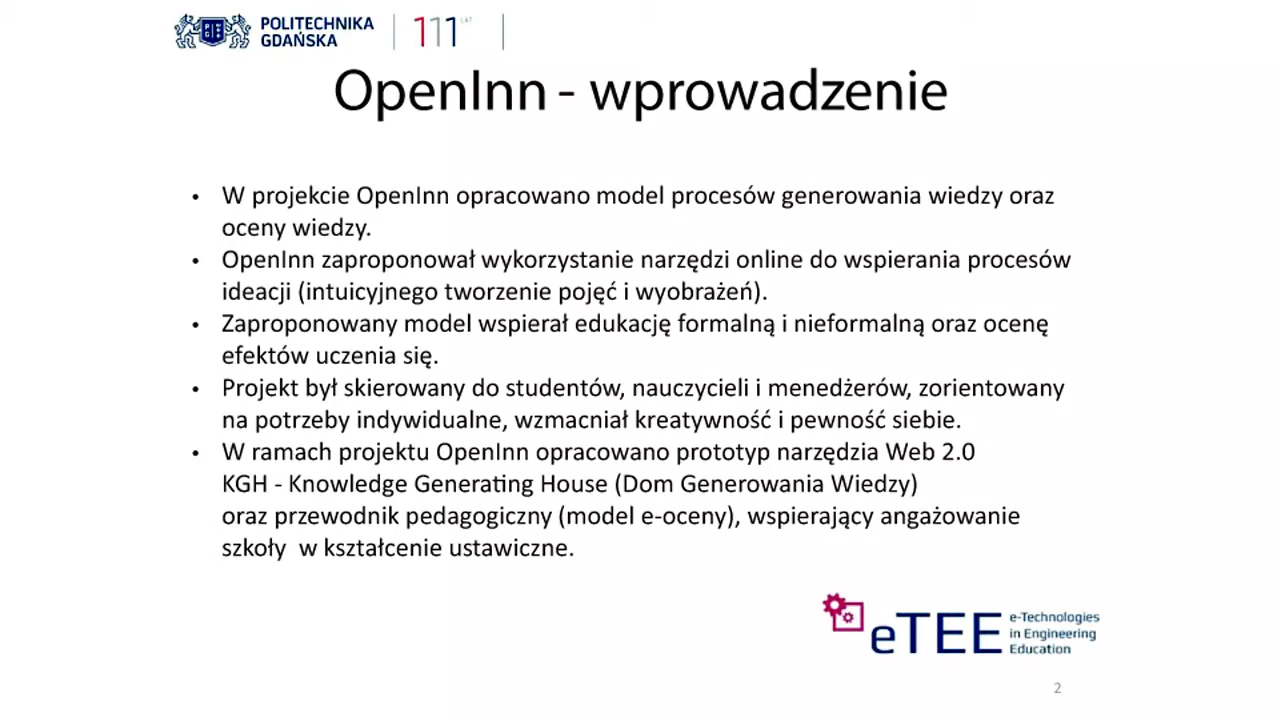 POLITECHNIKA
GDAŃSKA
111 LAT
OpenInn - wprowadzenie
• W projekcie OpenInn opracowano model procesów generowania wiedzy oraz
oceny wiedzy.
• OpenInn zaproponował wykorzystanie narzędzi online do wspierania procesów
ideacji (intuicyjnego tworzenie pojęć i wyobrażeń).
• Zaproponowany model wspierał edukację formalną i nieformalną oraz ocenę
efektów uczenia się.
• Projekt był skierowany do studentów, nauczycieli i menedżerów, zorientowany
na potrzeby indywidualne, wzmacniał kreatywność i pewność siebie.
• W ramach projektu OpenInn opracowano prototyp narzędzia Web 2.0
KGH - Knowledge Generating House (Dom Generowania Wiedzy)
oraz przewodnik pedagogiczny (model e-oceny), wspierający angażowanie
szkoły w kształcenie ustawiczne.
eTEE
e-Technologies
in Engineering
Education
2